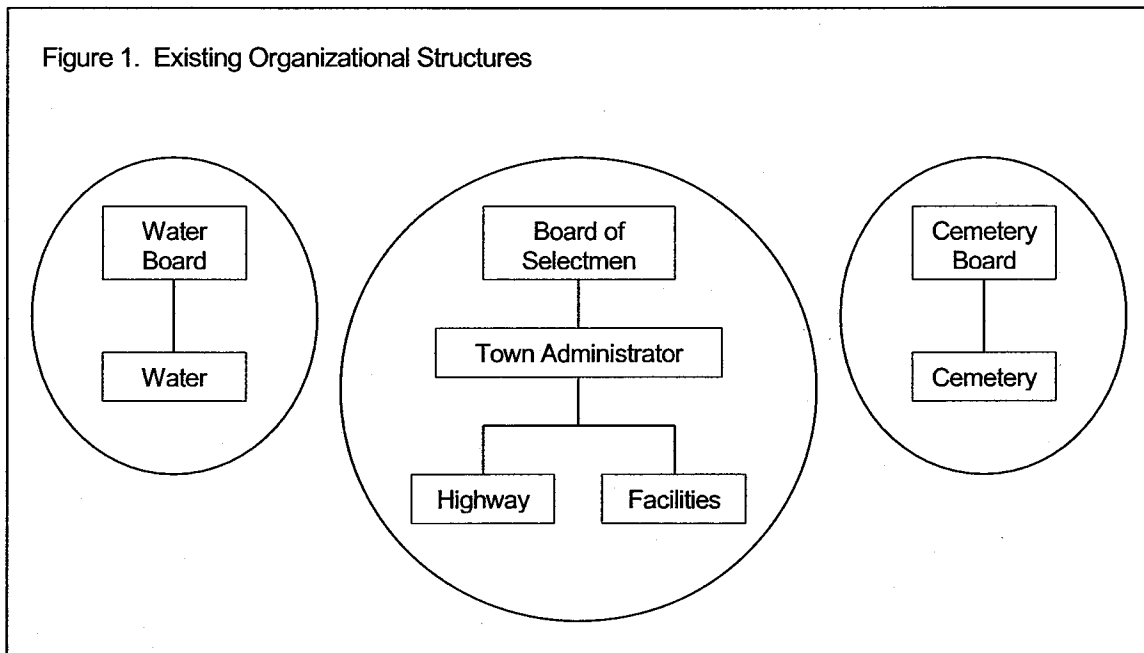 Figure 1. Existing Organizational Structures
Water
Board
Water
Board of
Selectmen
Town Administrator
Highway
Facilities
Cemetery
Board
Cemetery